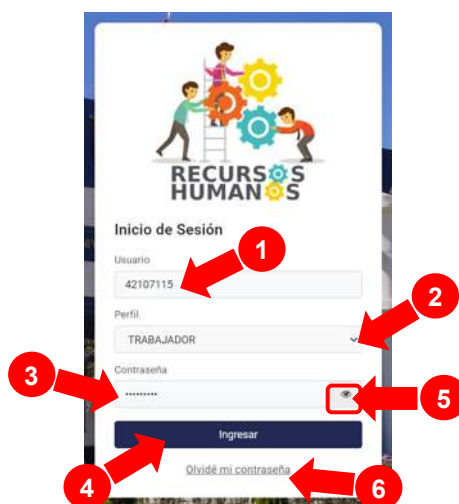 RECURSOS
HUMANOS
Inicio de Sesión
1
Usuario
42107115
2
Perfil
TRABAJADOR
3
Contraseña
•••••••••
5
Ingresar
4
Olvidé mi contraseña
6